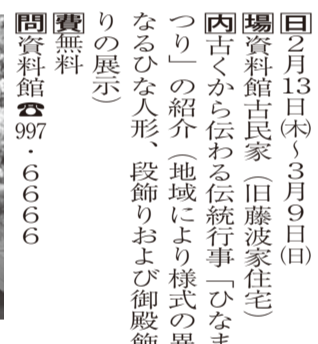 日2月13日㈭～3月9日㈰
場資料館古民家（旧藤波家住宅）
内古くから伝わる伝統行事「ひなま
つり」の紹介（地域により様式の異
なるひな人形、段飾りおよび御殿飾
りの展示）
費無料
問資料館☎997・6666